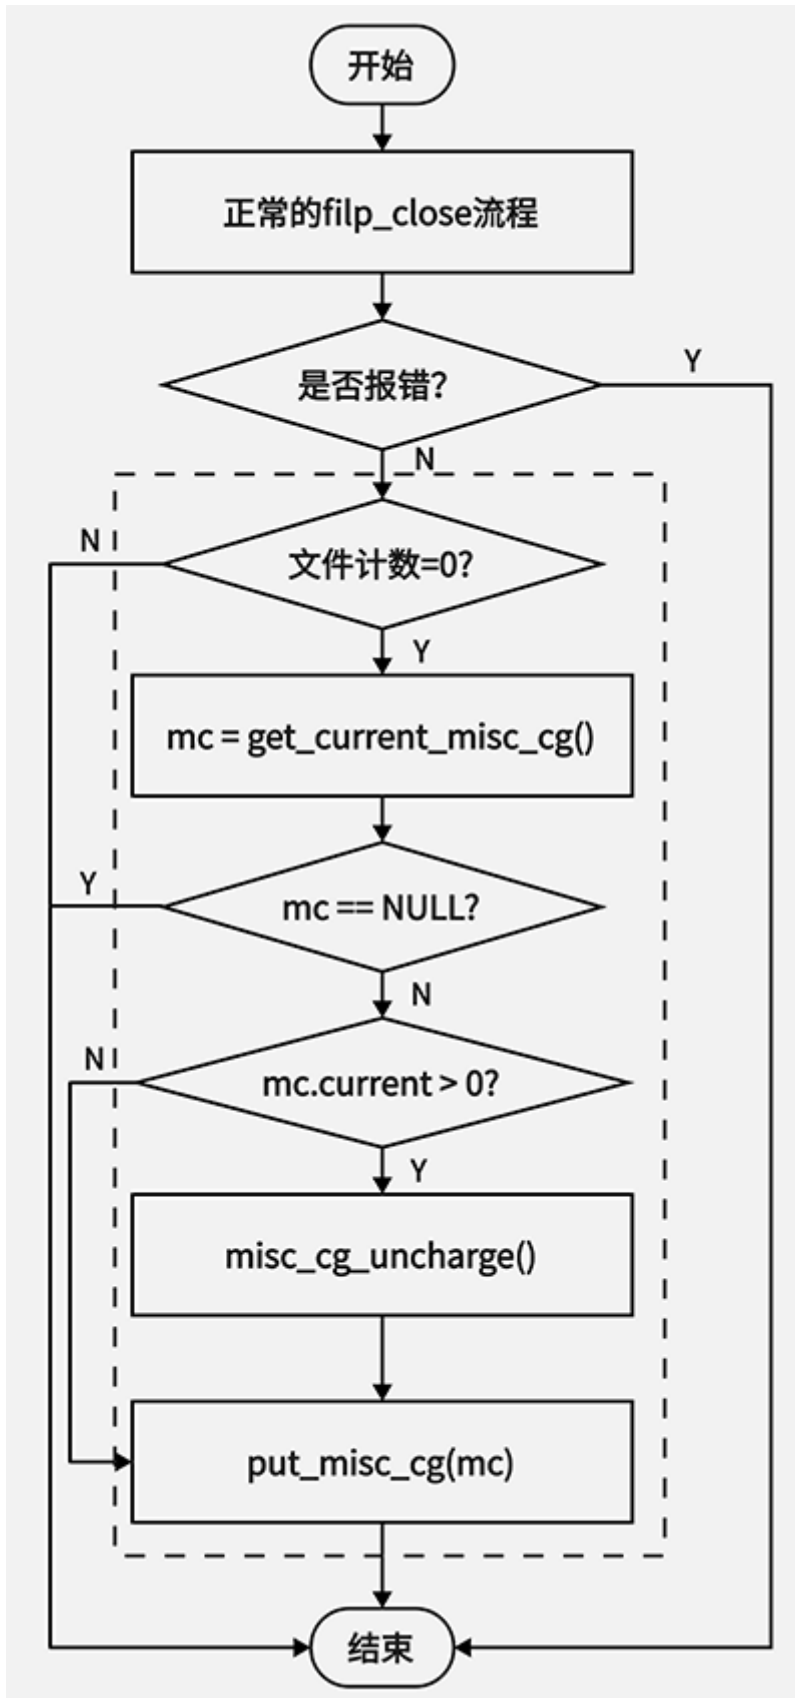 开始
正常的filp_close流程
是否报错?
Y
N
文件计数=0?
N
Y
mc = get_current_misc_cg()
mc == NULL?
Y
N
mc.current > 0?
N
Y
misc_cg_uncharge()
put_misc_cg(mc)
结束